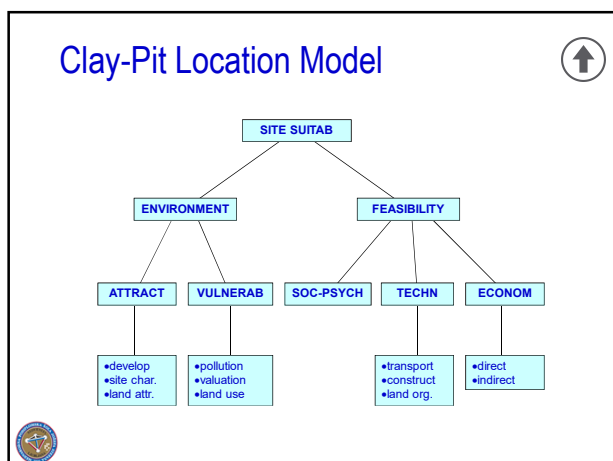 Clay-Pit Location Model
SITE SUITAB
ENVIRONMENT
FEASIBILITY
ATTRACT
VULNERAB
SOC-PSYCH
TECHN
ECONOM
•develop
•site char.
•land attr.
•pollution
•valuation
•land use
•transport
•construct
•land org.
•direct
•indirect